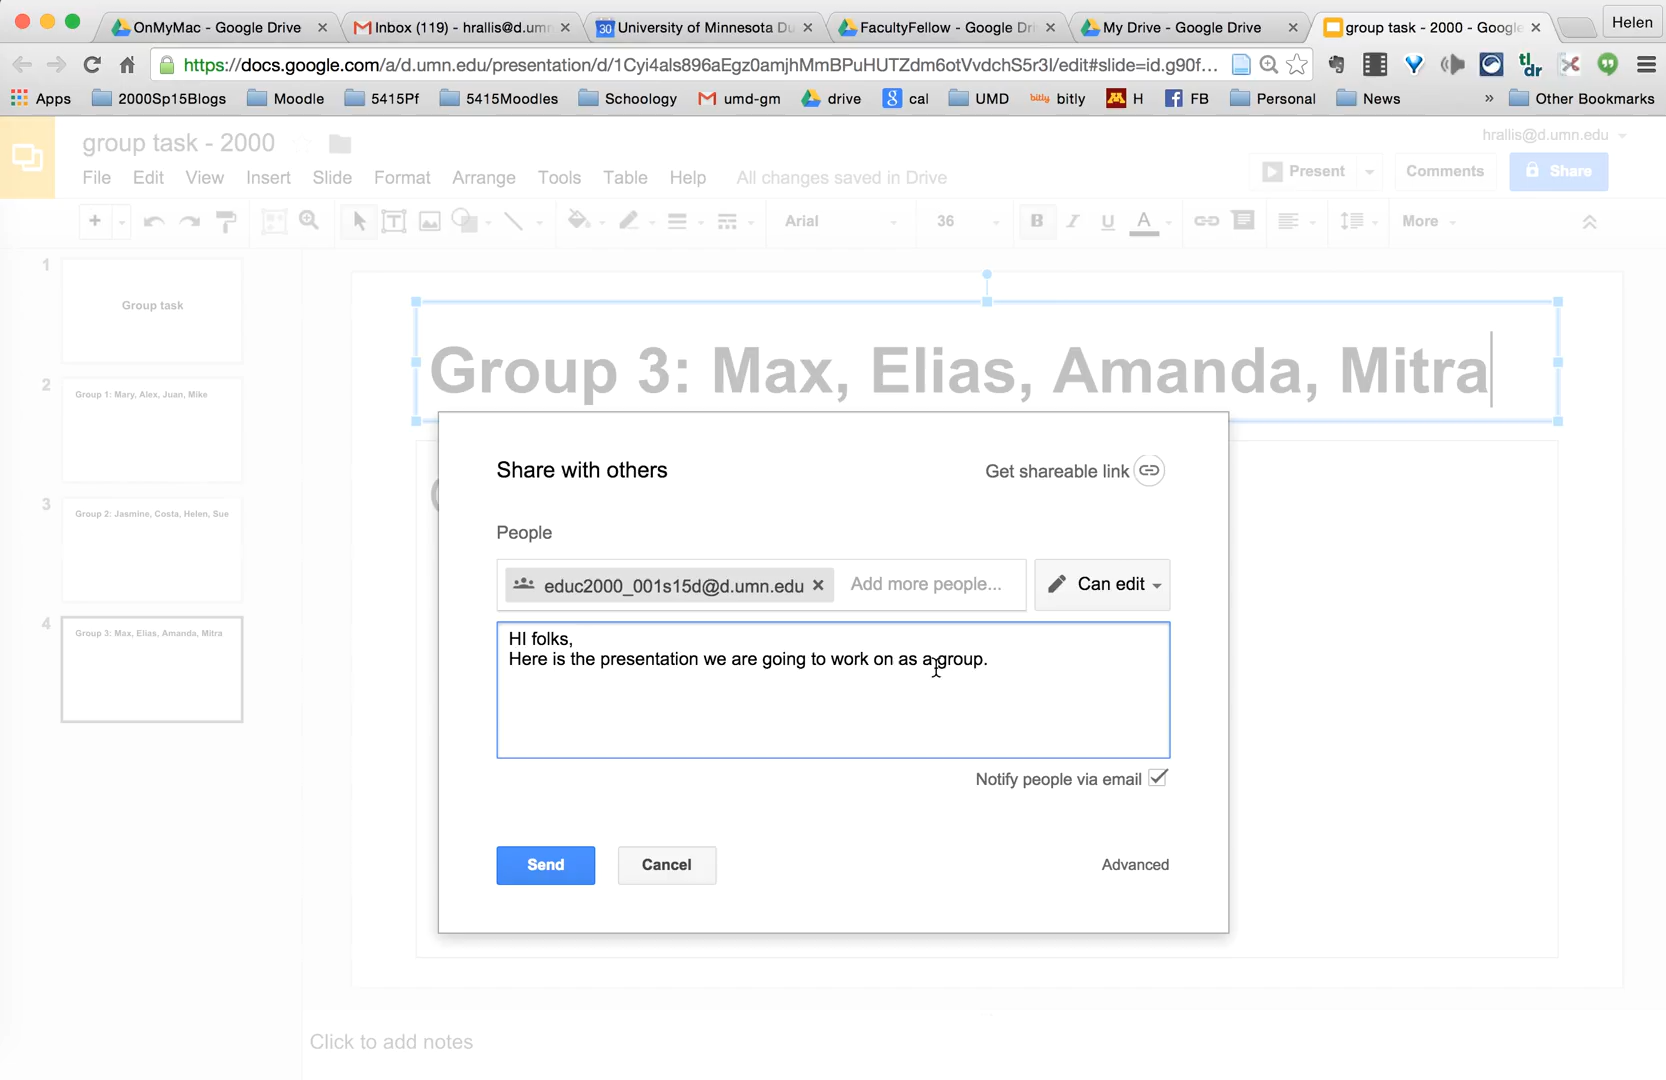 OnMyMac - Google Drive
Inbox (119) - hrallis@d.umn
University of Minnesota Du
FacultyFellow - Google Dri
My Drive - Google Drive
group task - 2000 - Google
Helen
https://docs.google.com/a/d.umn.edu/presentation/d/1Cyi4als896aEgz0amjhMmBPuHUTZdm6otVvdchS5r3I/edit#slide=id.g90f...
Apps
2000Sp15Blogs
Moodle
5415Pf
5415Moodles
Schoology
umd-gm
drive
cal
UMD
bitly bitly
H
FB
Personal
News
»
Other Bookmarks
group task - 2000
hrallis@d.umn.edu
File Edit View Insert Slide Format Arrange Tools Table Help All changes saved in Drive
Present
Comments
Share
Arial
36
B I U A
More
1
Group task
2
Group 1: Mary, Alex, Juan, Mike
3
Group 2: Jasmine, Costa, Helen, Sue
4
Group 3: Max, Elias, Amanda, Mitra
Group 3: Max, Elias, Amanda, Mitra
Share with others
Get shareable link
People
educ2000_001s15d@d.umn.edu
Add more people...
Can edit
HI folks,
Here is the presentation we are going to work on as a group.
Notify people via email
Send
Cancel
Advanced
Click to add notes